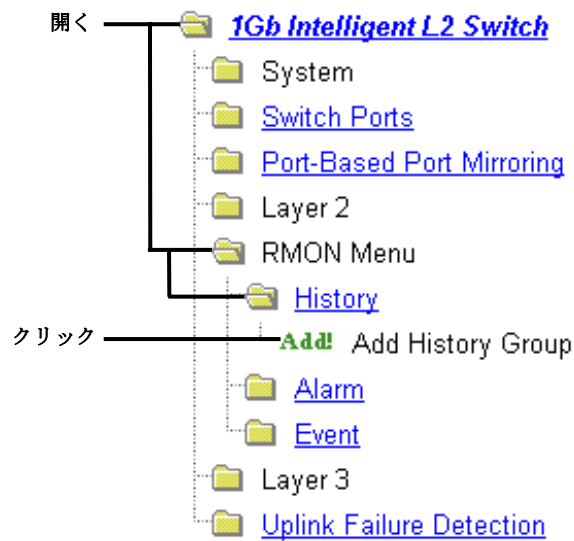 開く
1Gb Intelligent L2 Switch
System
Switch Ports
Port-Based Port Mirroring
Layer 2
RMON Menu
History
クリック
Add! Add History Group
Alarm
Event
Layer 3
Uplink Failure Detection